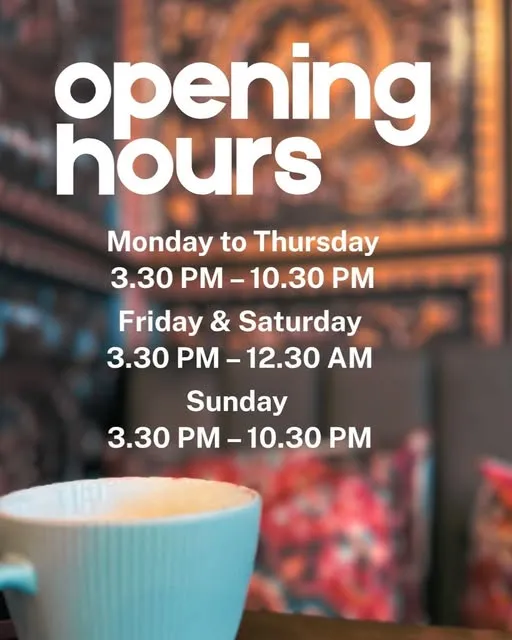 opening
hours
Monday to Thursday
3.30 PM – 10.30 PM
Friday & Saturday
3.30 PM – 12.30 AM
Sunday
3.30 PM – 10.30 PM